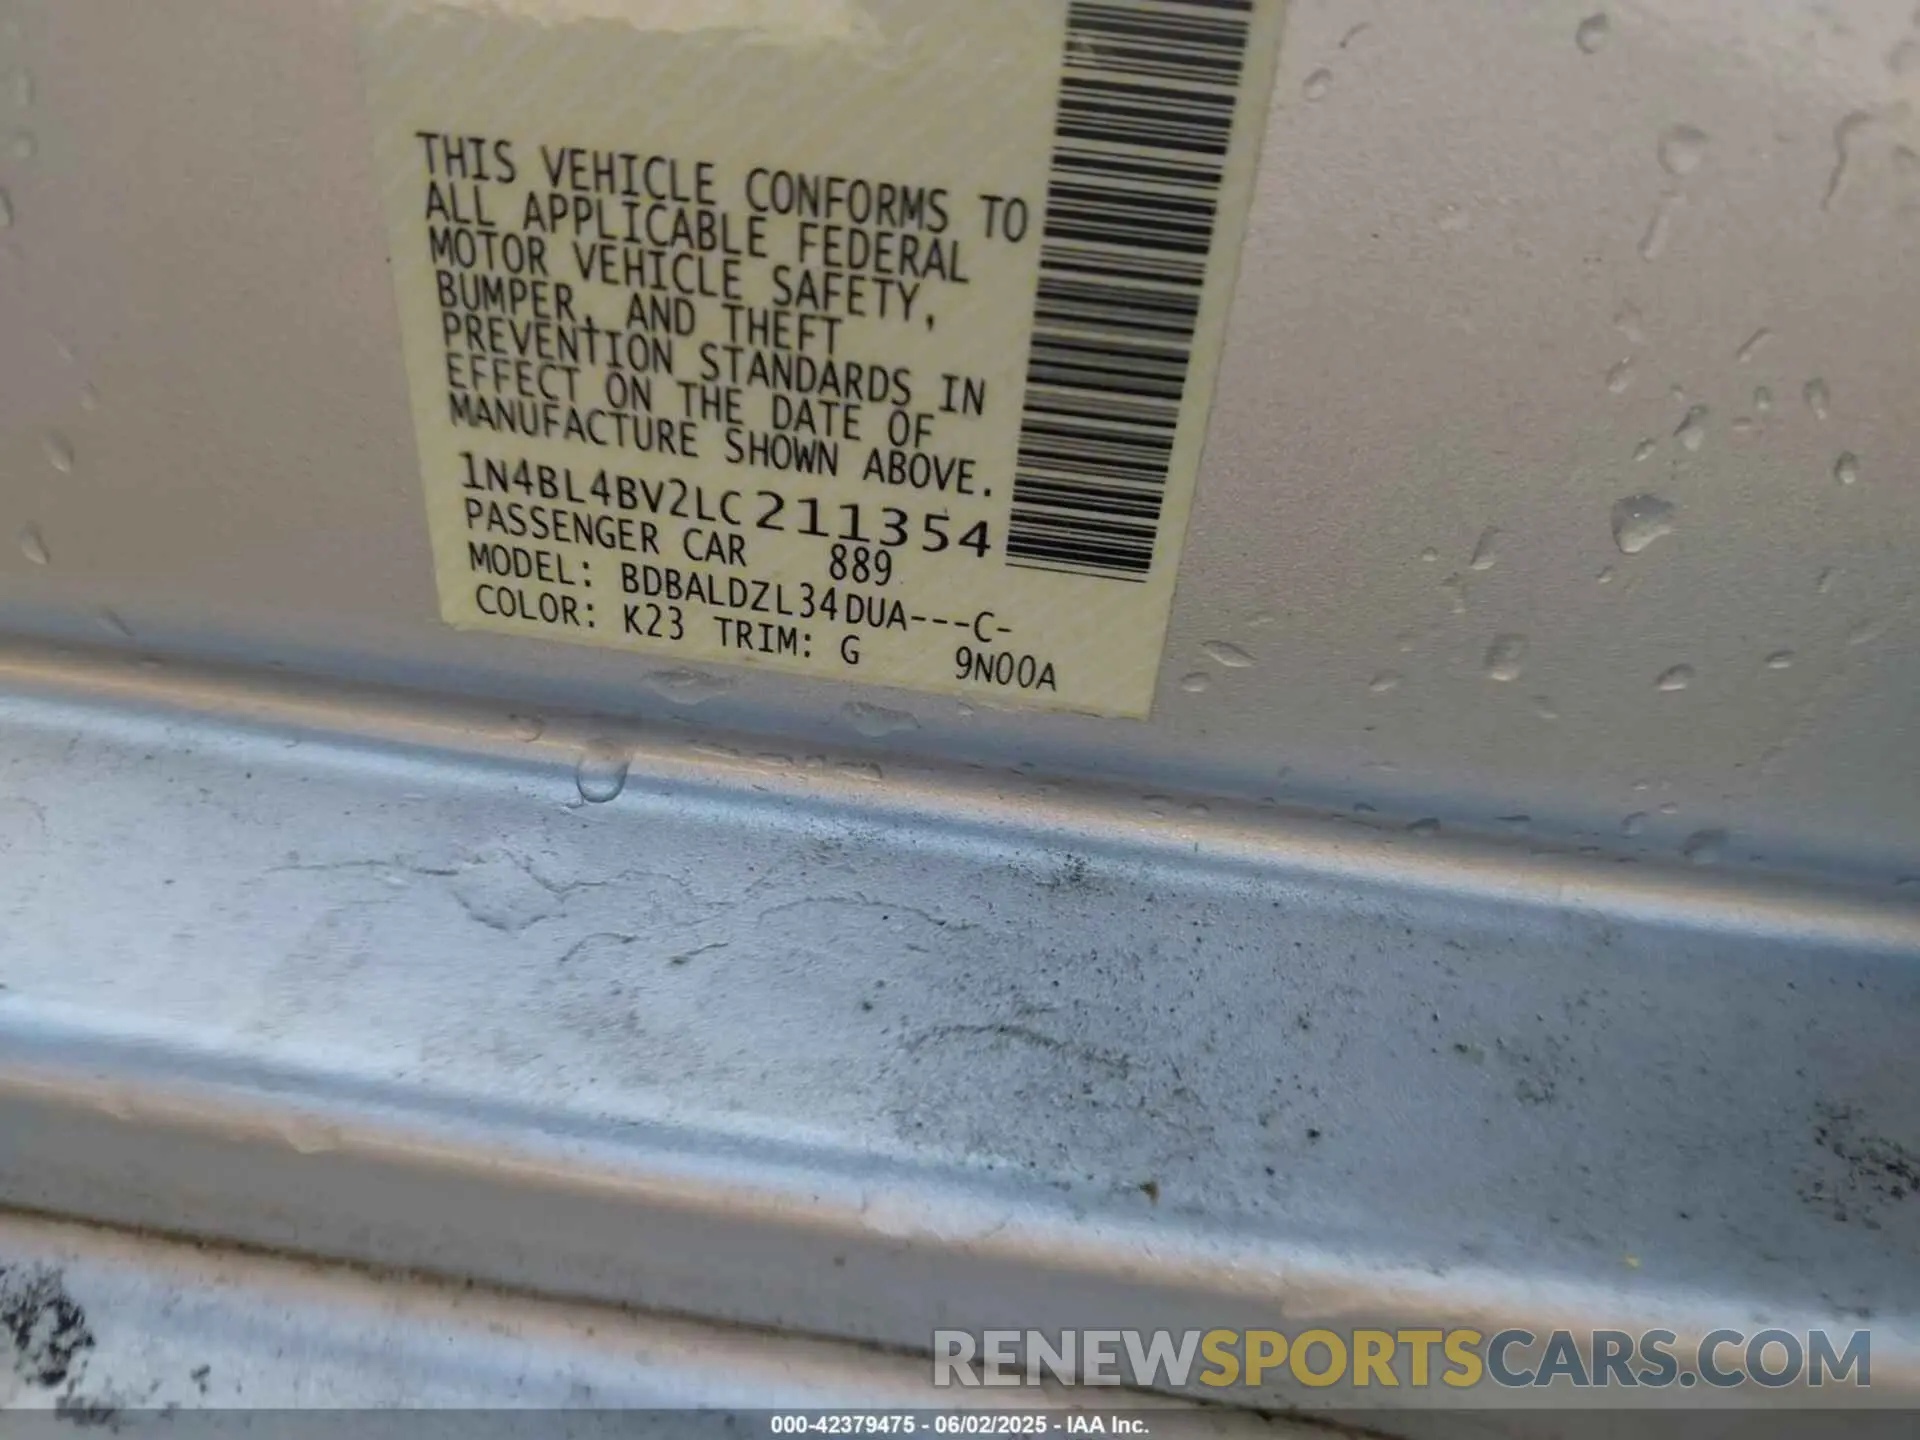 THIS VEHICLE CONFORMS TO
ALL APPLICABLE FEDERAL
MOTOR VEHICLE SAFETY,
BUMPER, AND THEFT
PREVENTION STANDARDS IN
EFFECT ON THE DATE OF
MANUFACTURE SHOWN ABOVE.
1N4BL4BV2LC211354
PASSENGER CAR 889
MODEL: BDBALDZL34DUA---C-
COLOR: K23 TRIM: G 9N00A
RENEWSPORTSCARS.COM
000-42379475 - 06/02/2025 - IAA Inc.